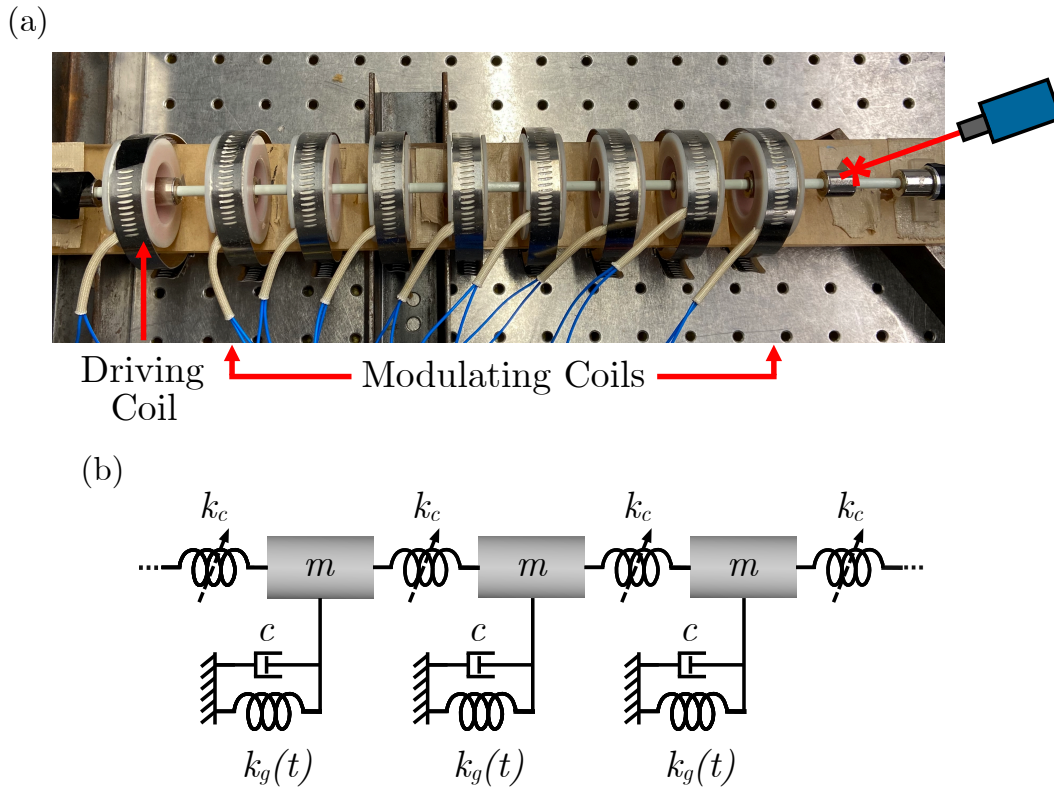 (a)
Driving
Coil
Modulating Coils
(b)
k_c k_c k_c k_c
m m m
c c c
k_g(t) k_g(t) k_g(t)